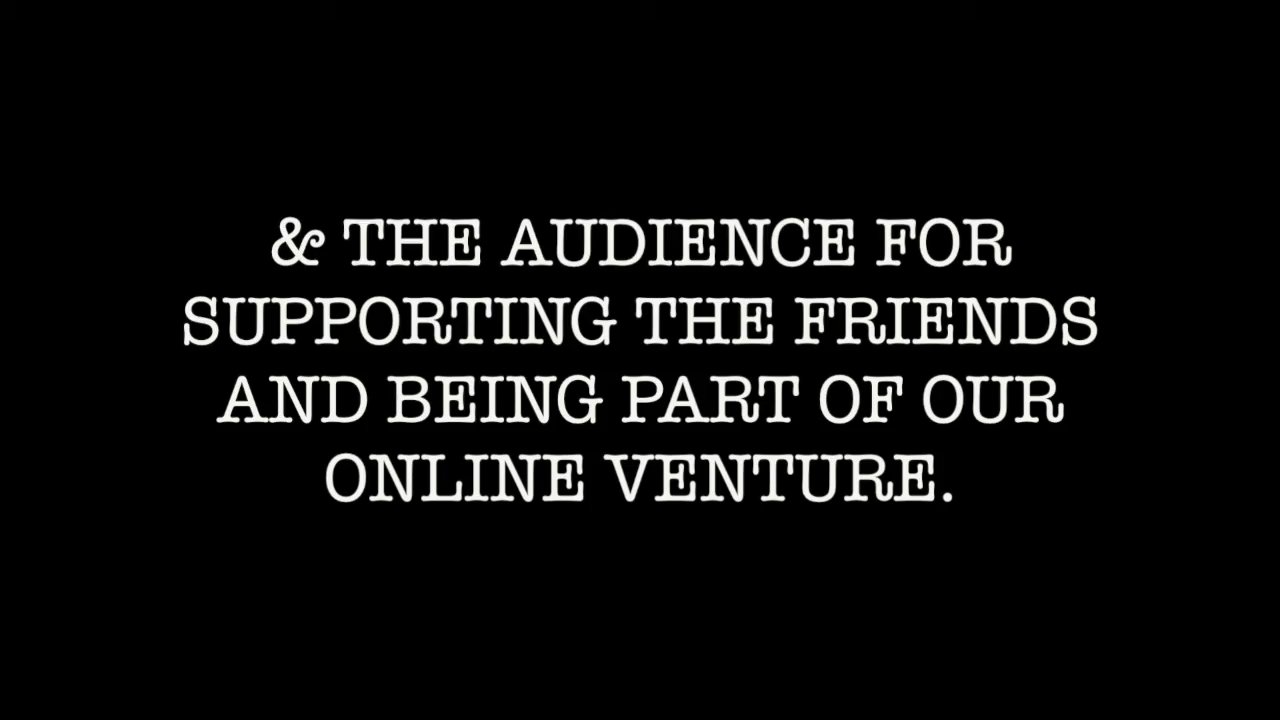 & THE AUDIENCE FOR
SUPPORTING THE FRIENDS
AND BEING PART OF OUR
ONLINE VENTURE.